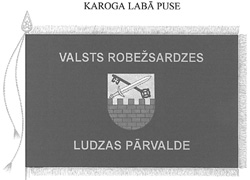 KAROGA LABĀ PUSE
VALSTS ROBEŽSARDZES
LUDZAS PĀRVALDE